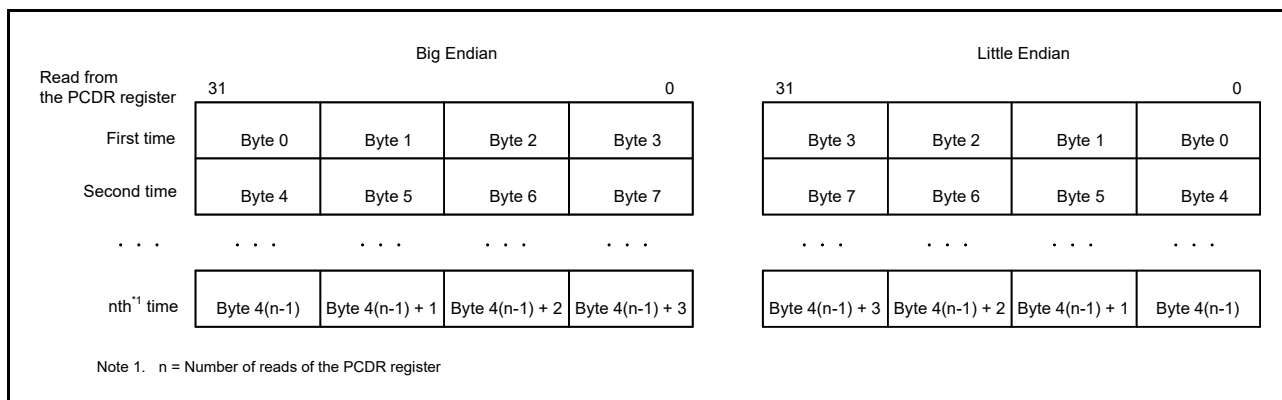 Big Endian Little Endian
Read from
the PCDR register
31 0 31 0
First time Byte 0 Byte 1 Byte 2 Byte 3 Byte 3 Byte 2 Byte 1 Byte 0
Second time Byte 4 Byte 5 Byte 6 Byte 7 Byte 7 Byte 6 Byte 5 Byte 4
. . . . . . . . . . . . . . . . . . . . . . . . . . .
nth*1 time Byte 4(n-1) Byte 4(n-1) + 1 Byte 4(n-1) + 2 Byte 4(n-1) + 3 Byte 4(n-1) + 3 Byte 4(n-1) + 2 Byte 4(n-1) + 1 Byte 4(n-1)
Note 1. n = Number of reads of the PCDR register